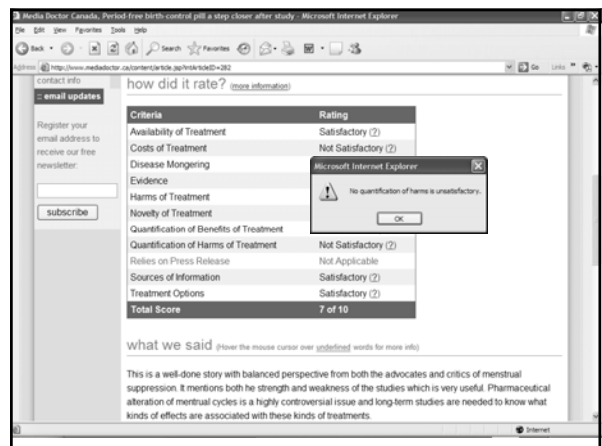 Media Doctor Canada, Period-free birth-control pill a step closer after study - Microsoft Internet Explorer
File Edit View Favorites Tools Help
Back Search Favorites
Address http://www.mediadoctor.ca/content/article.jsp?intArticleID=282 Go Links »
contact info
:: email updates
Register your
email address to
receive our free
newsletter:
subscribe
how did it rate? (more information)
Criteria Rating
Availability of Treatment Satisfactory (?)
Costs of Treatment Not Satisfactory (?)
Disease Mongering
Evidence
Harms of Treatment
Novelty of Treatment
Quantification of Benefits of Treatment
Quantification of Harms of Treatment Not Satisfactory (?)
Relies on Press Release Not Applicable
Sources of Information Satisfactory (?)
Treatment Options Satisfactory (?)
Total Score 7 of 10
Microsoft Internet Explorer
No quantification of harms is unsatisfactory.
OK
what we said (Hover the mouse cursor over underlined words for more info)
This is a well-done story with balanced perspective from both the advocates and critics of menstrual
suppression. It mentions both he strength and weakness of the studies which is very useful. Pharmaceutical
alteration of mentrual cycles is a highly controversial issue and long-term studies are needed to know what
kinds of effects are associated with these kinds of treatments.
Internet